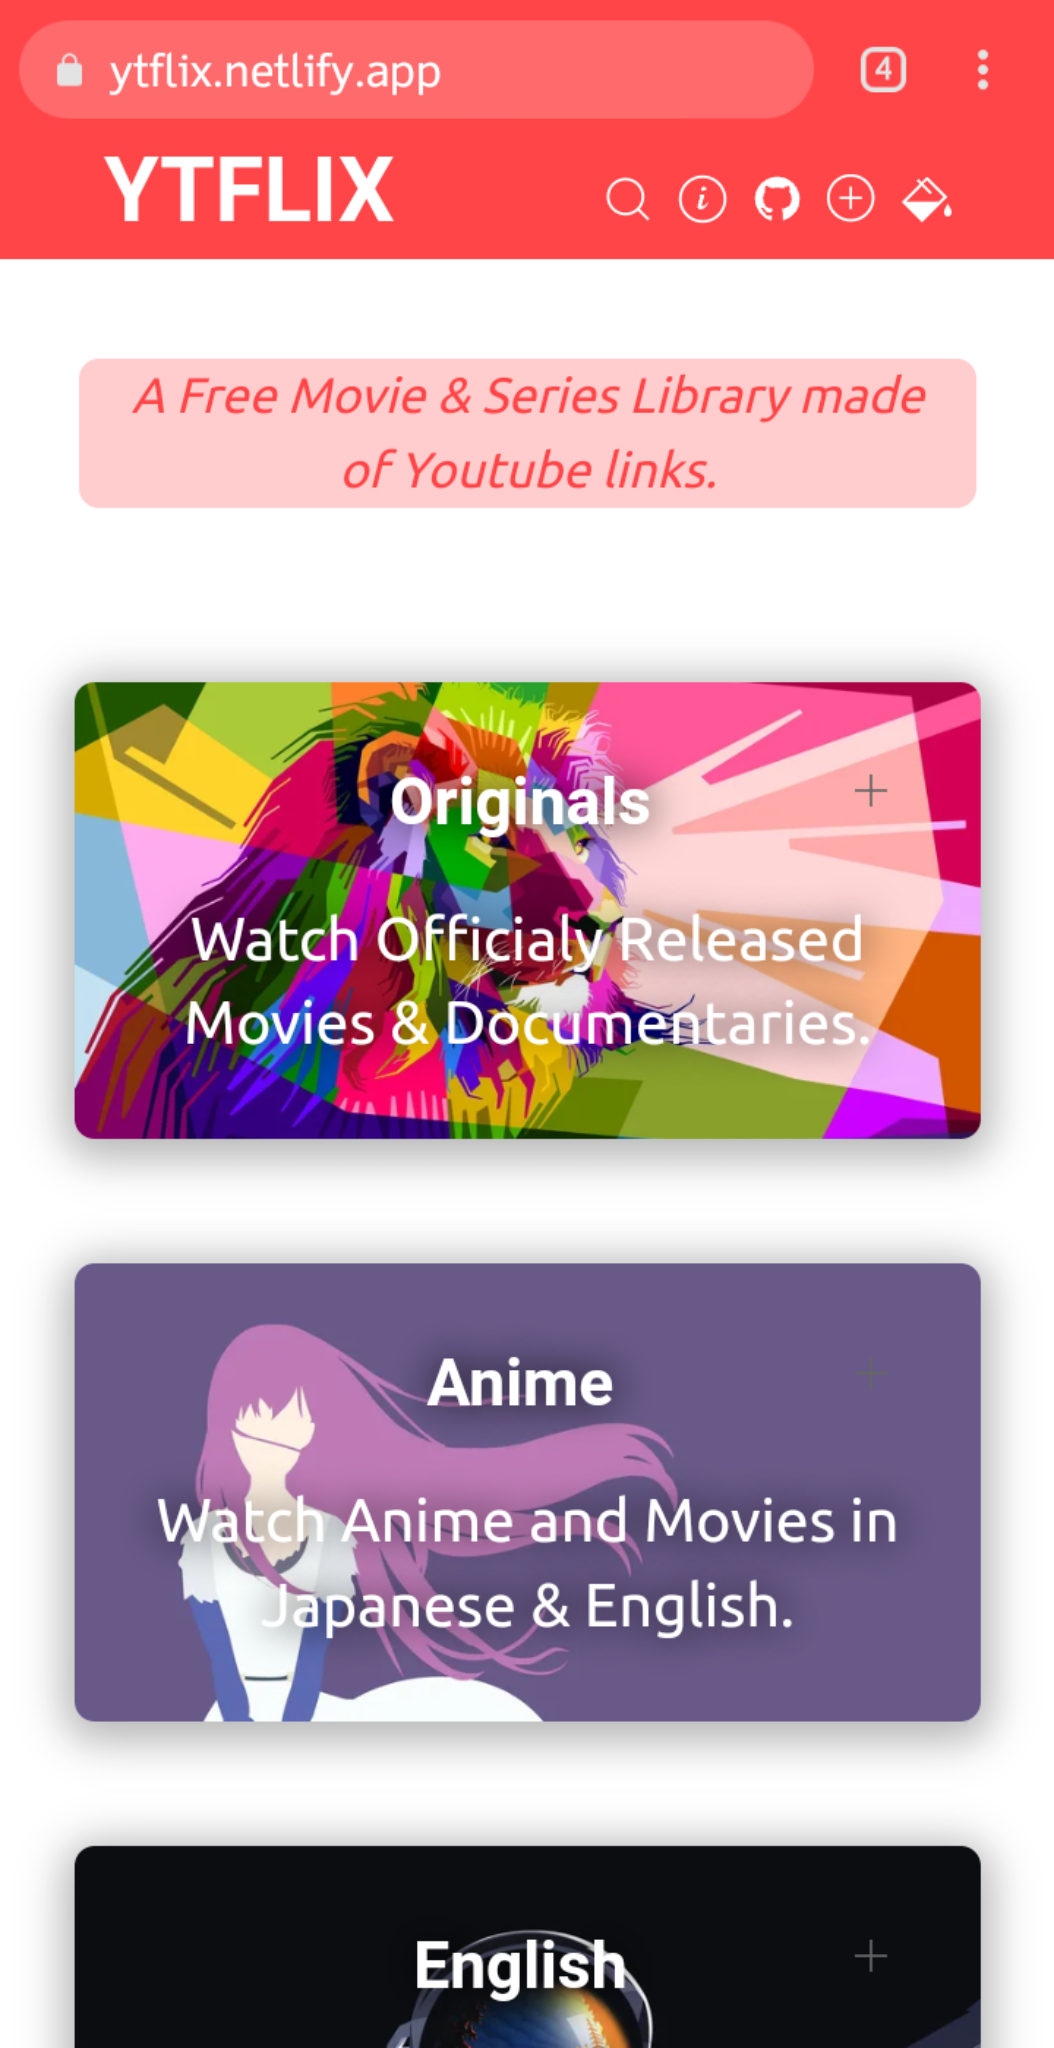 ytflix.netlify.app
4
YTFLIX
A Free Movie & Series Library made
of Youtube links.
Originals
Watch Officialy Released
Movies & Documentaries.
Anime
Watch Anime and Movies in
Japanese & English.
English